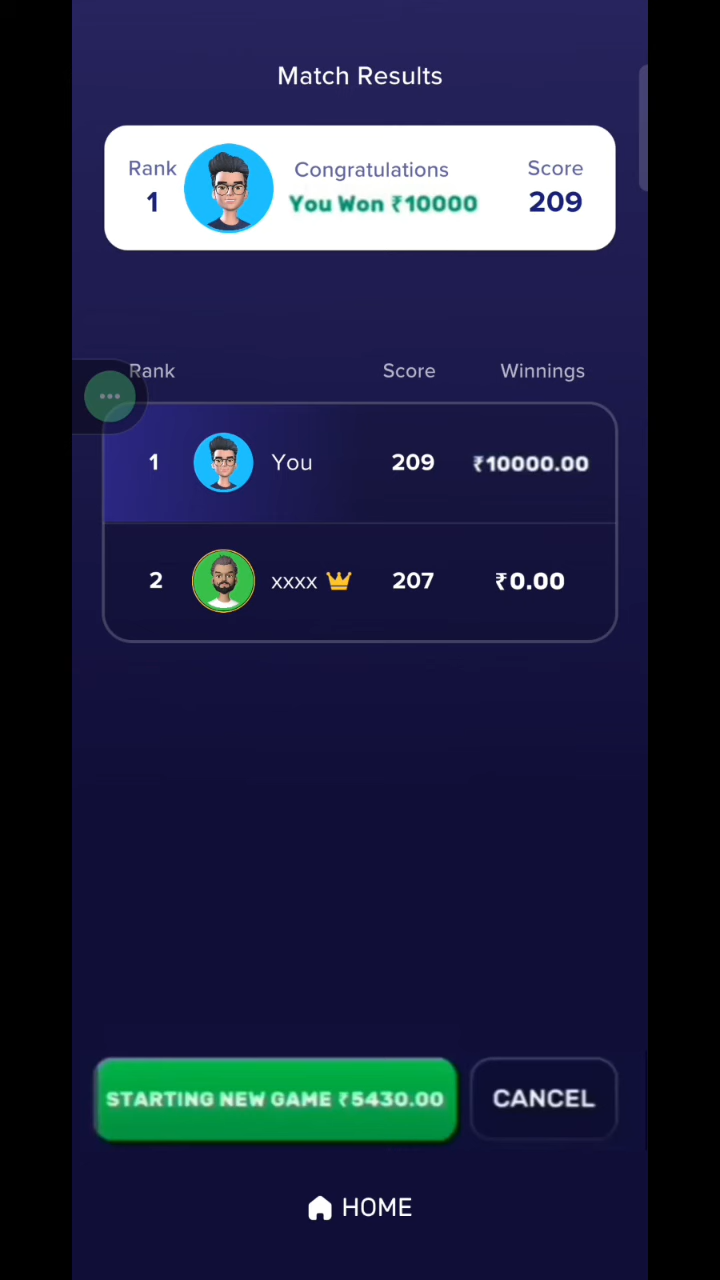 Match Results
Rank Congratulations Score
1 You Won ₹10000 209
Rank Score Winnings
1 You 209 ₹10000.00
2 xxxx 207 ₹0.00
STARTING NEW GAME ₹5430.00 CANCEL
HOME